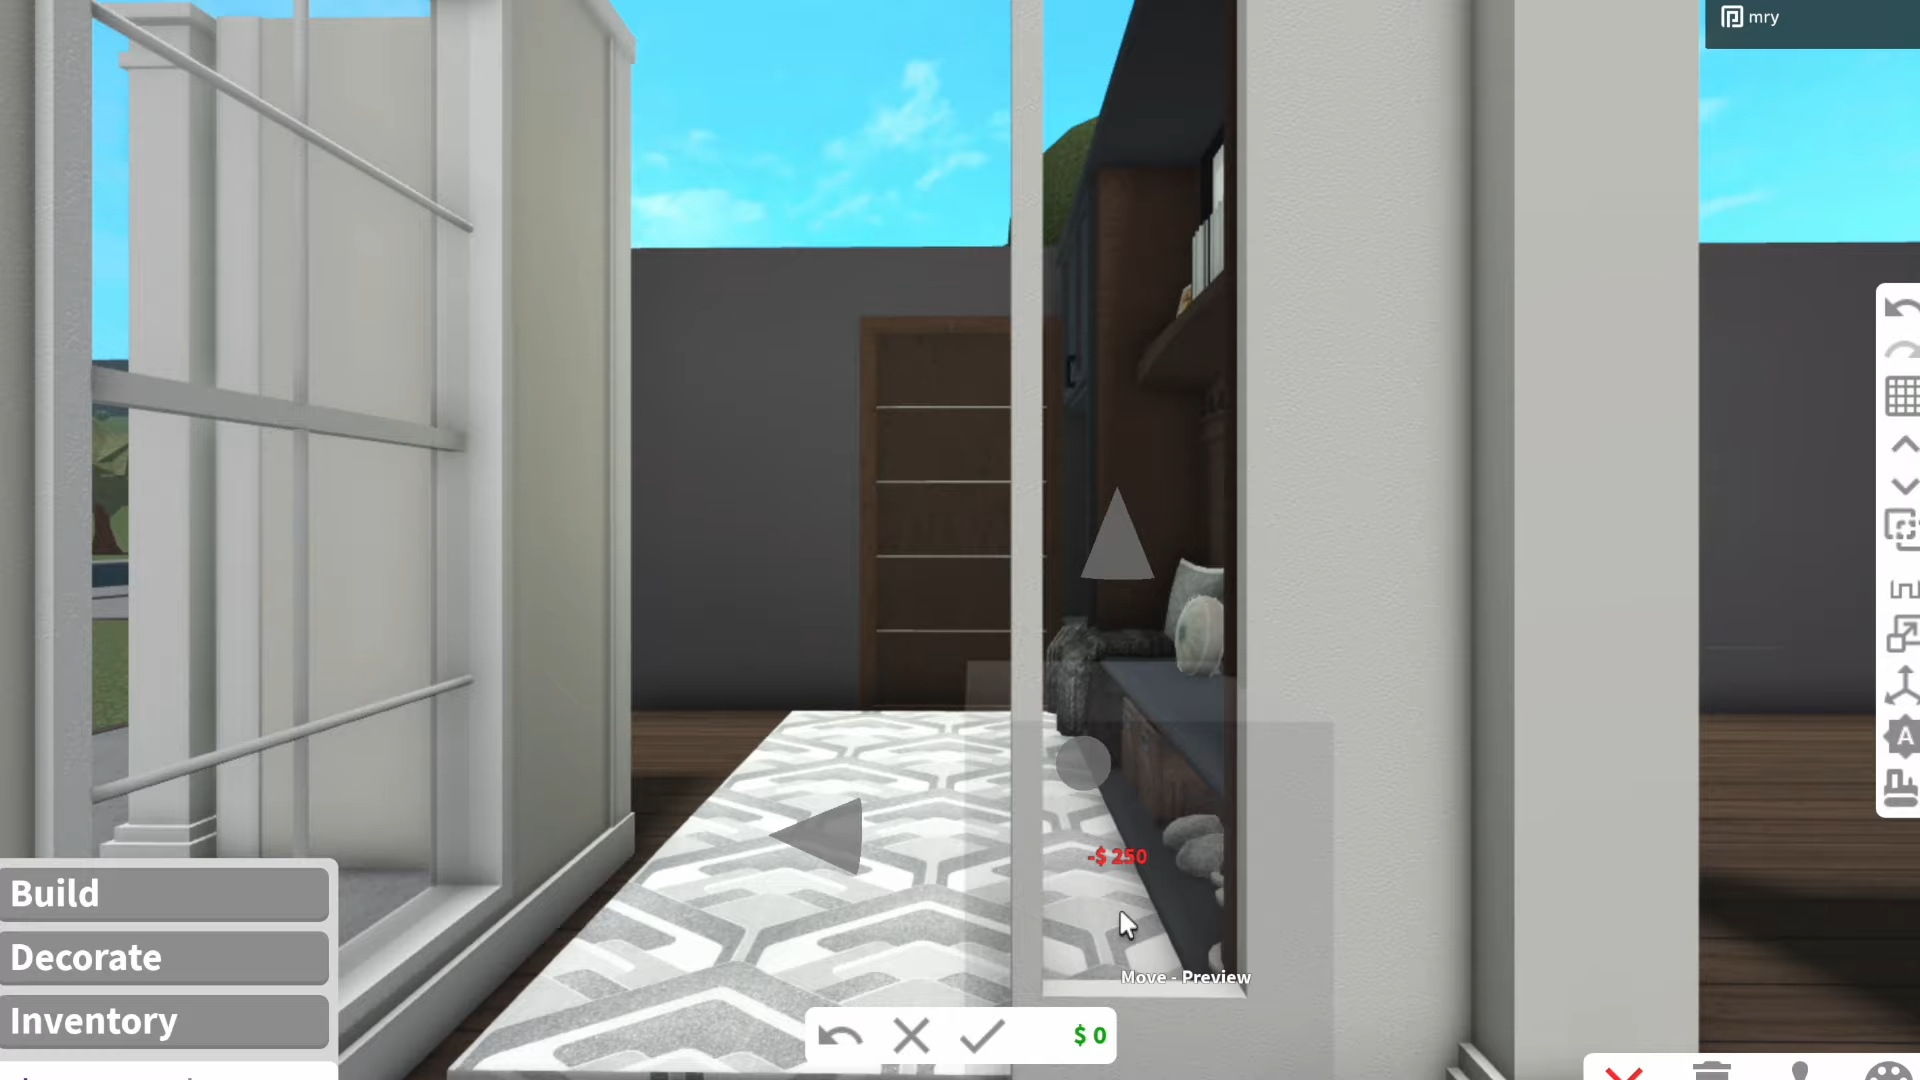 mry
-$ 250
Build
Decorate
Move - Preview
Inventory
$ 0
A